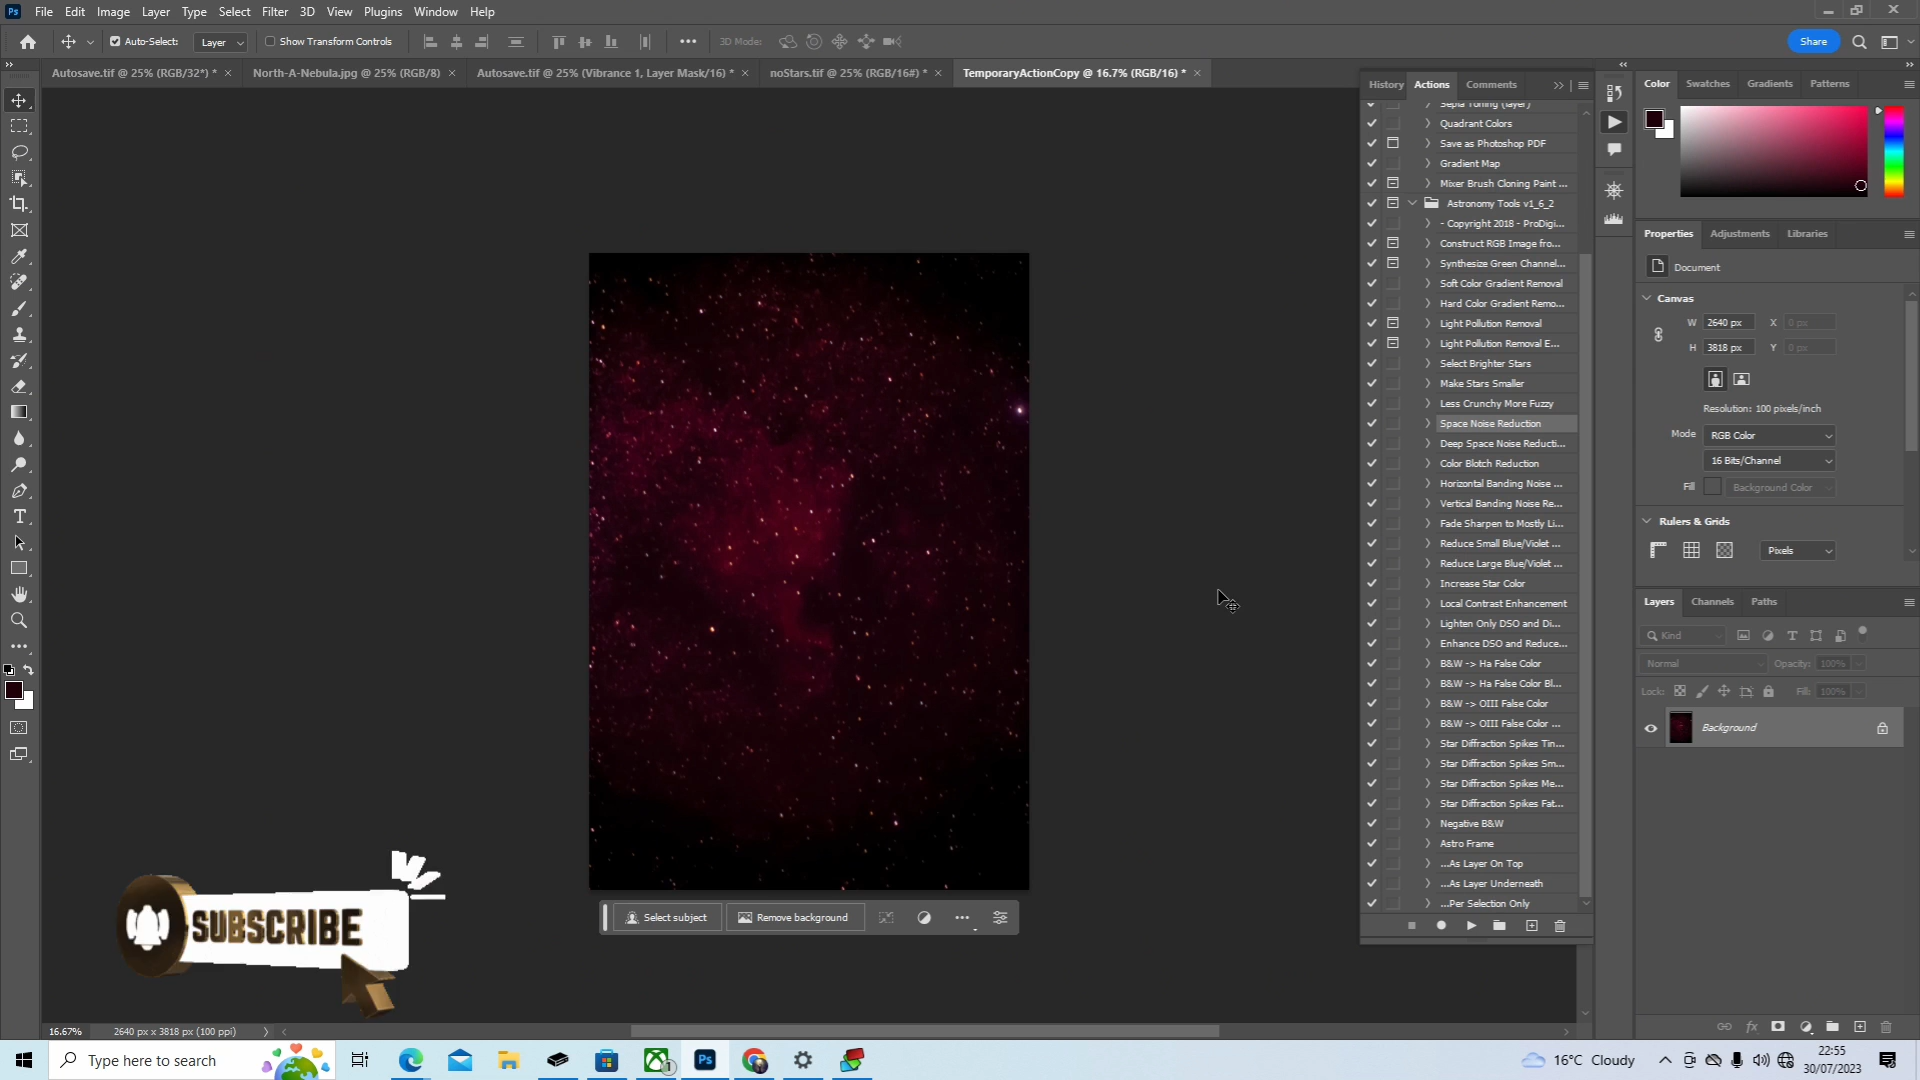 Ps File Edit Image Layer Type Select Filter 3D View Plugins Window Help
Auto-Select: Layer Show Transform Controls 3D Mode: Share
Autosave.tif @ 25% (RGB/32*) * North-A-Nebula.jpg @ 25% (RGB/8) Autosave.tif @ 25% (Vibrance 1, Layer Mask/16) * noStars.tif @ 25% (RGB/16#) * TemporaryActionCopy @ 16.7% (RGB/16) *
History Actions Comments
Sepia Toning (layer)
Quadrant Colors
Save as Photoshop PDF
Gradient Map
Mixer Brush Cloning Paint ...
Astronomy Tools v1_6_2
- Copyright 2018 - ProDigi...
Construct RGB Image fro...
Synthesize Green Channel...
Soft Color Gradient Removal
Hard Color Gradient Remo...
Light Pollution Removal
Light Pollution Removal E...
Select Brighter Stars
Make Stars Smaller
Less Crunchy More Fuzzy
Space Noise Reduction
Deep Space Noise Reducti...
Color Blotch Reduction
Horizontal Banding Noise ...
Vertical Banding Noise Re...
Fade Sharpen to Mostly Li...
Reduce Small Blue/Violet ...
Reduce Large Blue/Violet ...
Increase Star Color
Local Contrast Enhancement
Lighten Only DSO and Di...
Enhance DSO and Reduce...
B&W -> Ha False Color
B&W -> Ha False Color Bl...
B&W -> OIII False Color
B&W -> OIII False Color ...
Star Diffraction Spikes Tin...
Star Diffraction Spikes Sm...
Star Diffraction Spikes Me...
Star Diffraction Spikes Fat...
Negative B&W
Astro Frame
...As Layer On Top
...As Layer Underneath
...Per Selection Only
Color Swatches Gradients Patterns
Properties Adjustments Libraries
Document
Canvas
W 2640 px X 0 px
H 3818 px Y 0 px
Resolution: 100 pixels/inch
Mode RGB Color
16 Bits/Channel
Fill Background Color
Rulers & Grids
Pixels
Layers Channels Paths
Kind
Normal Opacity: 100%
Lock: Fill: 100%
Background
Select subject Remove background
SUBSCRIBE
16.67% 2640 px x 3818 px (100 ppi)
Type here to search
1
Ps
16°C Cloudy
22:55
30/07/2023